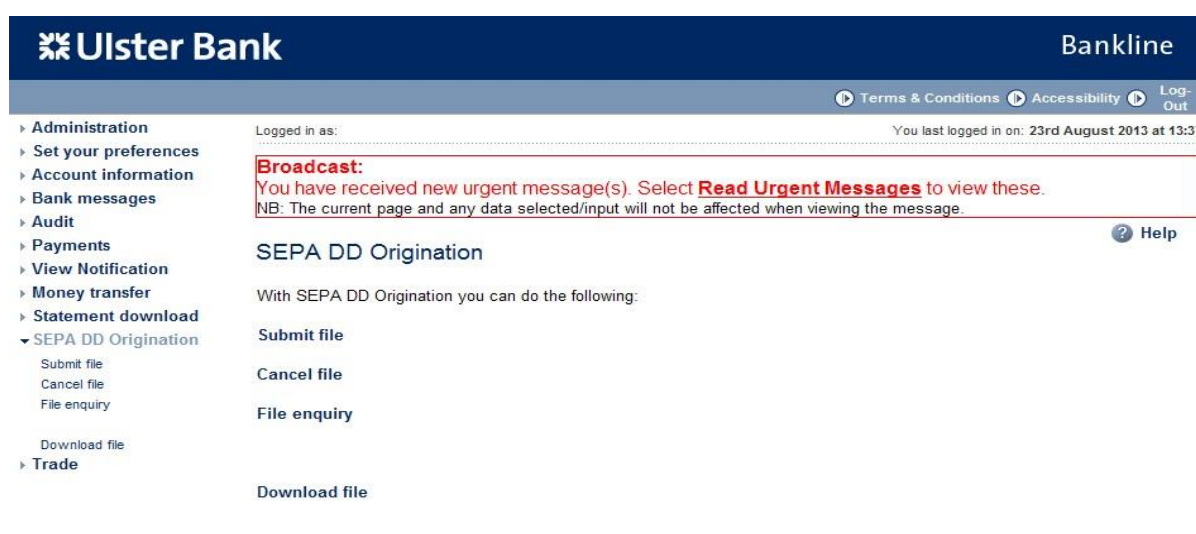 Ulster Bank
Bankline
Terms & Conditions Accessibility Log-Out
Administration
Set your preferences
Account information
Bank messages
Audit
Payments
View Notification
Money transfer
Statement download
SEPA DD Origination
Submit file
Cancel file
File enquiry
Download file
Trade
Logged in as:
You last logged in on: 23rd August 2013 at 13:3
Broadcast:
You have received new urgent message(s). Select Read Urgent Messages to view these.
NB: The current page and any data selected/input will not be affected when viewing the message.
Help
SEPA DD Origination
With SEPA DD Origination you can do the following:
Submit file
Cancel file
File enquiry
Download file